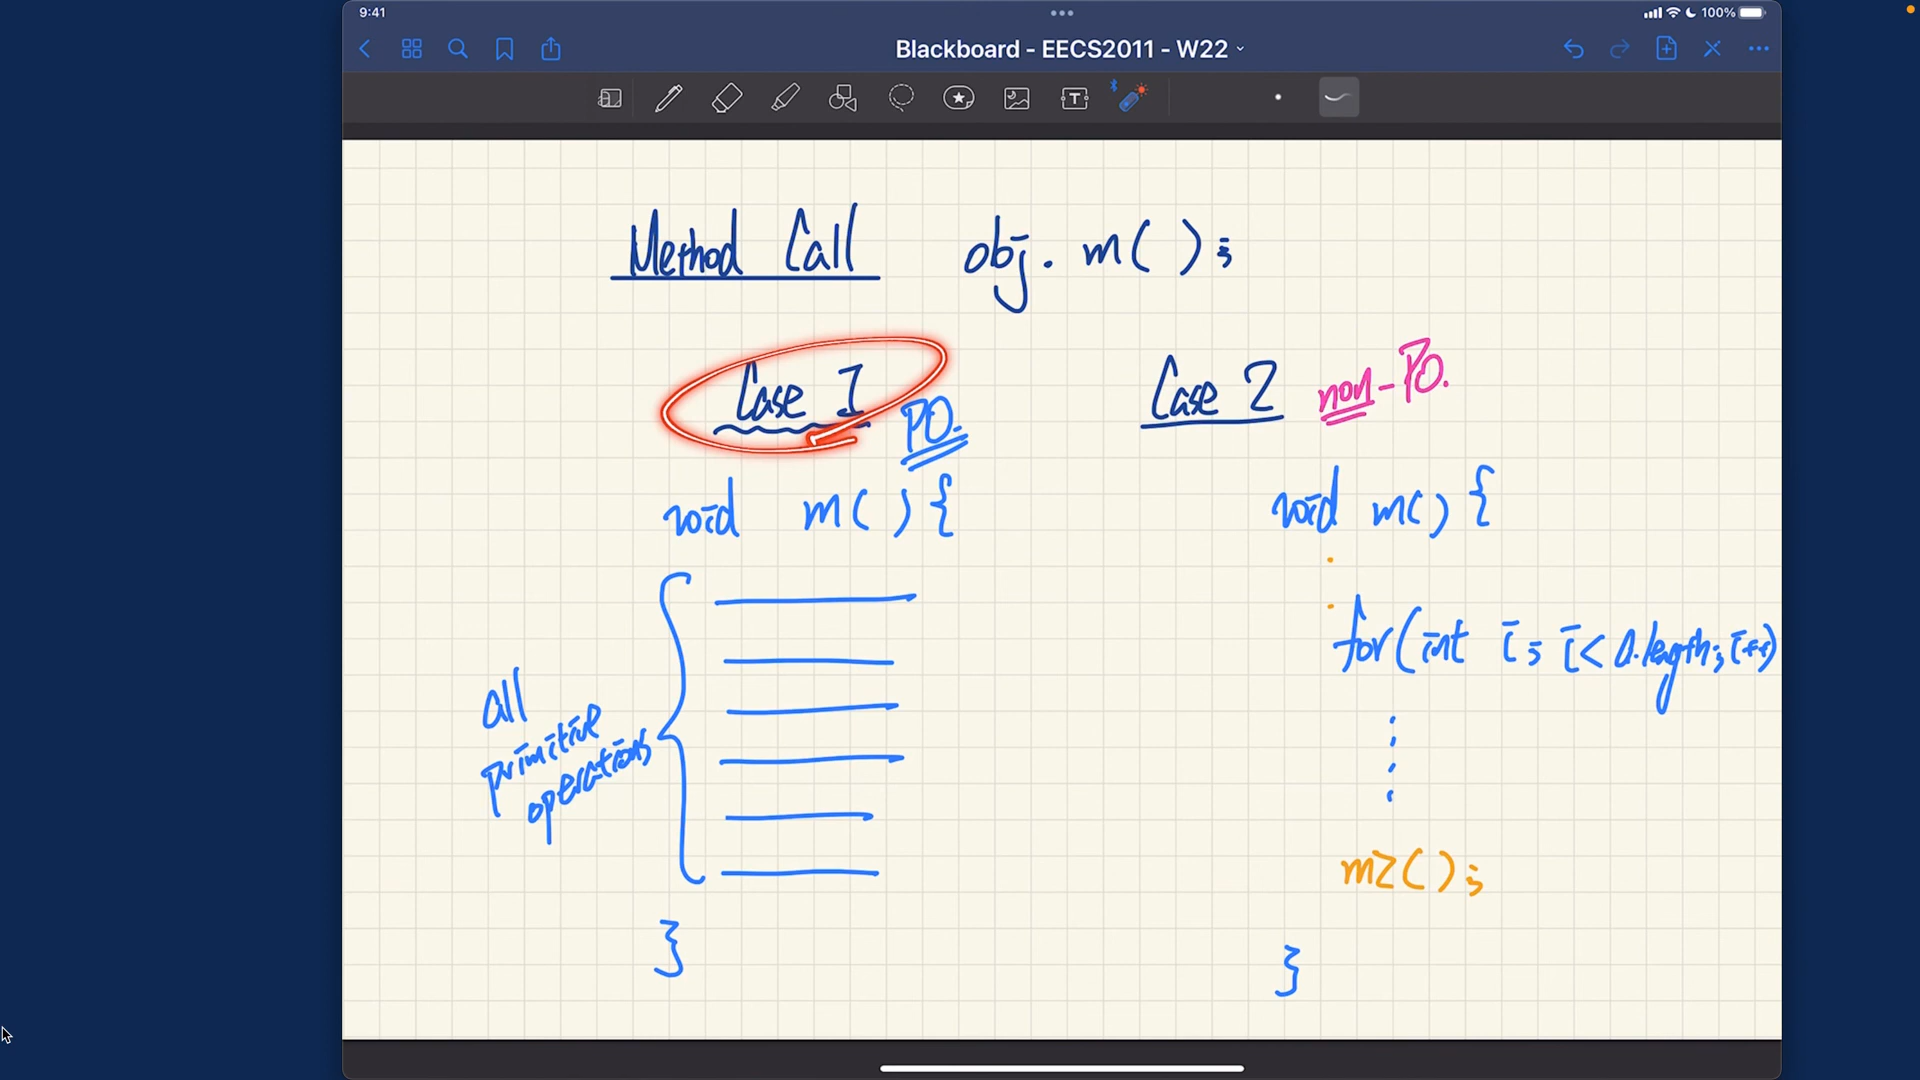 9:41
100%
Blackboard - EECS2011 - W22
Method Call obj. m( );
Case 1 PO.
Case 2 non-PO.
void m( ) {
all primitive operations
}
void m() {
for(int i; i< a.length; i++)
m2( );
}